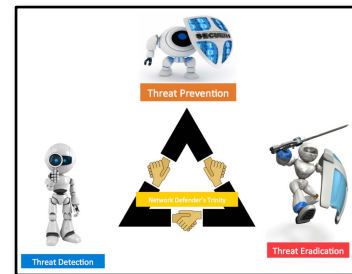 SECURITY
Threat Prevention
Network Defender's Trinity
Threat Detection
Threat Eradication